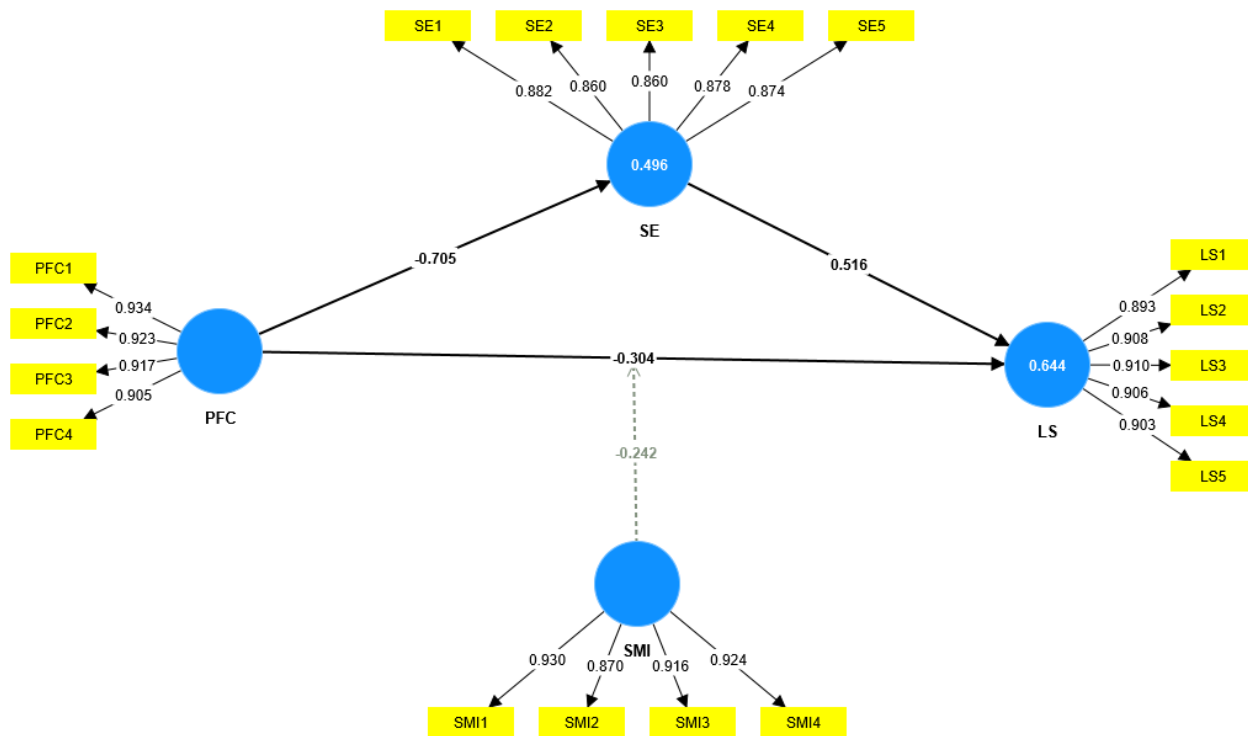 SE1 SE2 SE3 SE4 SE5
0.882 0.860 0.860 0.878 0.874
0.496
SE
-0.705
0.516
PFC1
PFC2
PFC3
PFC4
0.934
0.923
0.917
0.905
PFC
-0.304
-0.242
0.644
LS
0.893
0.908
0.910
0.906
0.903
LS1
LS2
LS3
LS4
LS5
SMI
0.930 0.870 0.916 0.924
SMI1 SMI2 SMI3 SMI4